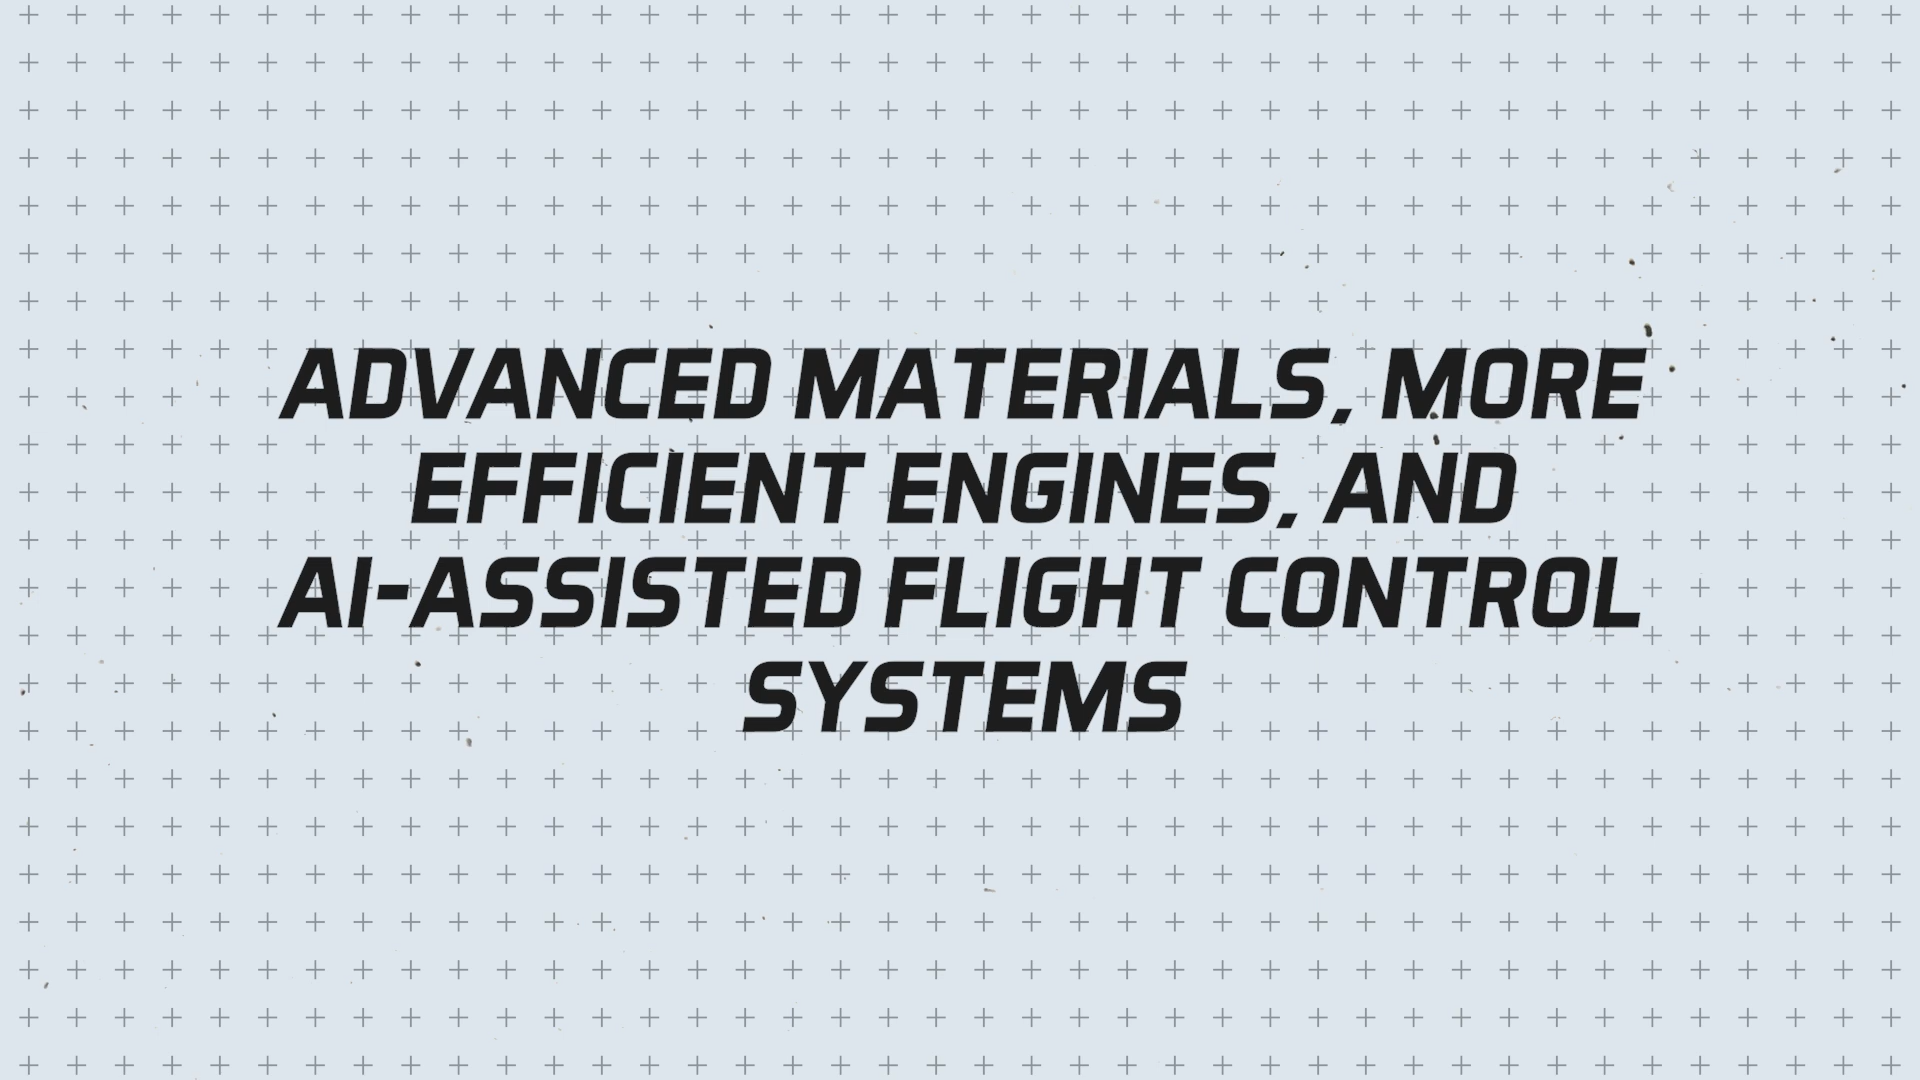 ADVANCED MATERIALS, MORE
EFFICIENT ENGINES, AND
AI-ASSISTED FLIGHT CONTROL
SYSTEMS